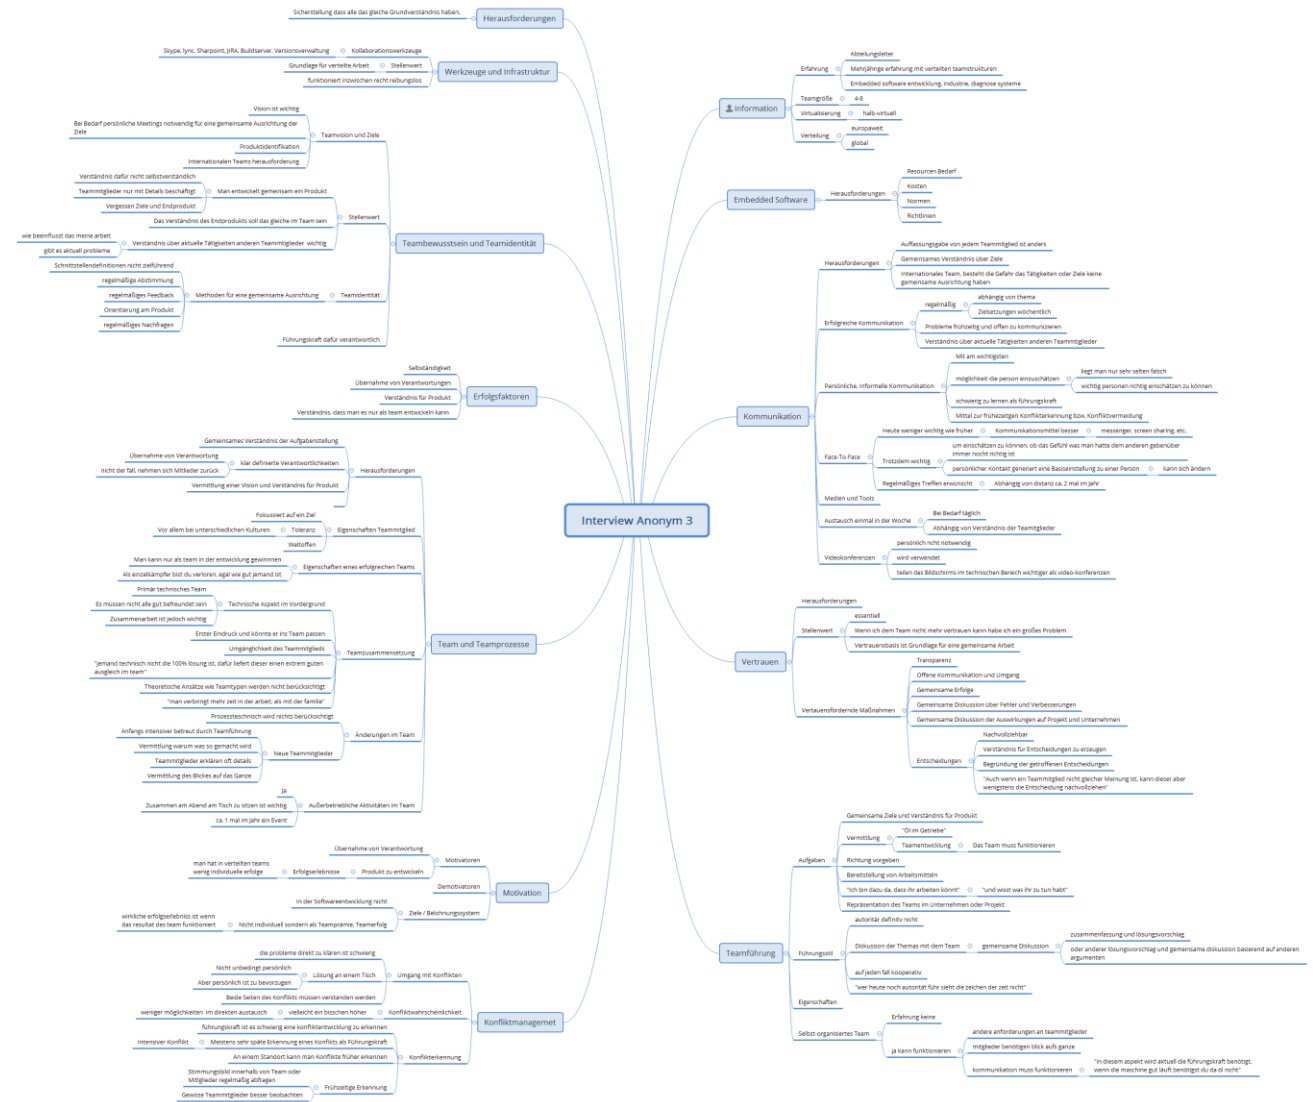 Interview Anonym 3
Information
Erfahrung
Abteilungsleiter
Mehrjährige erfahrung mit verteilten teamstrukturen
Embedded software entwicklung, industrie, diagnose systeme
Teamgröße
4-8
Virtualisierung
halb-virtuell
Verteilung
europaweit
global
Embedded Software
Herausforderungen
Resourcen Bedarf
Kosten
Normen
Richtlinien
Kommunikation
Herausforderungen
Auffassungsgabe von jedem Teammitglied ist anders
Gemeinsames Verständnis über Ziele
Internationales Team, besteht die Gefahr das Tätigkeiten oder Ziele keine
gemeinsame Ausrichtung haben
Erfolgreiche Kommunikation
regelmäßig
abhängig von thema
Zielsetzungen wöchentlich
Probleme frühzeitig und offen zu kommunizieren
Verständnis über aktuelle Tätigkeiten anderen Teammitglieder
Persönliche, Informelle Kommunikation
Mit am wichtigsten
möglichkeit die person einzuschätzen
liegt man nur sehr selten falsch
wichtig personen richtig einschätzen zu können
schwierig zu lernen als führungskraft
Mittel zur frühezeitgen Konflikterkennung bzw. Konfliktvermeidung
Face-To-Face
Heute weniger wichtig wie früher
Kommunikationsmittel besser
messenger, screen sharing, etc.
Trotzdem wichtig
um einschätzen zu können, ob das Gefühl was man hatte dem anderen gegenüber
immer noch richtig ist
persönlicher Kontakt generiert eine Basiseinstellung zu einer Person
kann sich ändern
Regelmäßiges Treffen erwünscht
Abhängig von distanz ca. 2 mal im Jahr
Medien und Tools
Austausch einmal in der Woche
Bei Bedarf täglich
Abhängig von Verständnis der Teamitglieder
Videokonferenzen
persönlich ncht notwendig
wird verwendet
teilen des Bildschirms im technischen Bereich wichtiger als video-konferenzen
Vertrauen
Herausforderungen
Stellenwert
essentiell
Wenn ich dem Team nicht mehr vertrauen kann habe ich ein großes Problem
Vertrauensbasis ist Grundlage für eine gemeinsame Arbeit
Vertauensfördernde Maßnahmen
Transparenz
Offene Kommunikation und Umgang
Gemeinsame Erfolge
Gemeinsame Diskussion über Fehler und Verbesserungen
Gemeinsame Diskussion der Auswirkungen auf Projekt und Unternehmen
Entscheidungen
Nachvollziehbar
Verständnis für Entscheidungen zu erzeugen
Begründung der getroffenen Entscheidungen
"Auch wenn ein Teammitglied nicht gleicher Meinung ist, kann dieser aber
wenigstens die Entscheidung nachvollziehen"
Teamführung
Aufgaben
Gemeinsame Ziele und Verständnis für Produkt
Vermittlung
"Öl im Getriebe"
Teamentwicklung
Das Team muss funktionieren
Richtung vorgeben
Bereitstellung von Arbeitsmitteln
"Ich bin dazu da, dass ihr arbeiten könnt"
"und wisst was ihr zu tun habt"
Repräsentation des Teams im Unternehmen oder Projekt
Führungsstil
autoritär definitv nicht
Diskussion der Themas mit dem Team
gemeinsame Diskussion
zusammenfassung und lösungsvorschlag
oder anderer lösungsvorschlag und gemeinsame diskussion basierend auf anderen
argumenten
auf jeden fall kooperativ
"wer heute noch autorität führ sieht die zeichen der zeit nicht"
Eigenschaften
Selbst-organisiertes Team
Erfahrung keine
Ja kann funktionieren
andere anforderungen an teammitglieder
mitglieder benötigen blick aufs ganze
kommunikation muss funktionieren
"in diesem aspekt wird aktuell die führungskraft benötigt,
wenn die maschine gut läuft benötigst du da öl nicht"
Herausforderungen
Sicherstellung dass alle das gleiche Grundverständnis haben.
Werkzeuge und Infrastruktur
Kollaborationswerkzeuge
Skype, lync, Sharpoint, JIRA, Buildserver, Versionsverwaltung
Stellenwert
Grundlage für verteilte Arbeit
funktioniert inzwischen recht reibungslos
Teambewusstsein und Teamidentität
Teamvision und Ziele
Vision ist wichtig
Bei Bedarf persönliche Meetings notwendig für eine gemeinsame Ausrichtung der
Ziele
Produktidentifikation
Internationalen Teams herausforderung
Stellenwert
Man entwickelt gemeinsam ein Produkt
Verständnis dafür nicht selbstverständlich
Teammitglieder nur mit Details beschäftigt
Vergessen Ziele und Endprodukt
Das Verständnis des Endprodukts soll das gleiche im Team sein
Verständnis über aktuelle Tätigkeiten anderen Teammtiglieder wichtig
wie beeinflusst das meine arbeit
gibt es aktuell probleme
Teamidentität
Methoden für eine gemeinsame Ausrichtung
Schnittstellendefinitionen nicht zielführend
regelmäßige Abstimmung
regelmäßiges Feedback
Orientierung am Produkt
regelmäßiges Nachfragen
Führungskraft dafür verantwortlich
Erfolgsfaktoren
Selbständigkeit
Übernahme von Verantwortungen
Verständnis für Produkt
Verständnis, dass man es nur als team entwickeln kann
Team und Teamprozesse
Herausforderungen
Gemeinsames Verständnis der Aufgabenstellung
klar definierte Verantwortlichkeiten
Übernahme von Verantwortung
nicht der fall, nehmen sich Mitlieder zurück
Vermittlung einer Vision und Verständnis für Produkt
Eigenschaften Teammitglied
Fokussiert auf ein Ziel
Toleranz
Vor allem bei unterschiedlichen Kulturen
Weltoffen
Eigenschaften eines erfolgreichen Teams
Man kann nur als team in der entwicklung gewinnnen
Als einzelkämpfer bist du verloren, egal wie gut jemand ist
Teamzusammensetzung
Technische Aspekt im Vordergrund
Primär technisches Team
Es müssen nicht alle gut befreundet sein
Zusammenarbeit ist jedoch wichtig
Erster Eindruck und könnte er ins Team passen
Umgänglichkeit des Teammitglieds
"Jemand technisch nicht die 100% lösung ist, dafür liefert dieser einen extrem guten
ausgleich im team"
Theoretische Ansätze wie Teamtypen werden nicht berücksichtigt
"man verbringt mehr zeit in der arbeit, als mit der familie"
Änderungen im Team
Prozesstechnisch wird nichts berücksichtigt
Neue Teammitglieder
Anfangs intensiver betreut durch Teamführung
Vermittlung warum was so gemacht wird
Teammitglieder erklären oft details
Vermittlung des Blickes auf das Ganze
Außerbetriebliche Aktivitäten im Team
Ja
Zusammen am Abend am Tisch zu sitzen ist wichtig
ca. 1 mal im Jahr ein Event
Motivation
Motivatoren
Übernahme von Verantwortung
Produkt zu entwickeln
Erfolgserlebnisse
man hat in verteilten teams
wenig individuelle erfolge
Demotivatoren
Ziele / Belohnungssystem
In der Softwareentwicklung nicht
Nicht individuell sondern als Teamprämie, Teamerfolg
wirkliche erfolgserlebniss ist wenn
das resultat des team funktioniert
Konfliktmanagemet
Umgang mit Konflikten
die probleme direkt zu klären ist schwierig
Lösung an einem Tisch
Nicht unbedingt persönlich
Aber persönlich ist zu bevorzugen
Beide Seiten des Konflikts müssen verstanden werden
Konfliktwahrscheinlichkeit
vielleicht ein bisschen höher
weniger möglichkeiten im direkten austausch
Konflikterkennung
führungskraft ist es schwierig eine konfliktentwicklung zu erkennen
Meistens sehr späte Erkennung eines Konflikts als Führungskraft
Intensiver Konflikt
An einem Standort kann man Konflikte früher erkennen
Frühzeitige Erkennung
Stimmungsbild innerhalb von Team oder
Mitglieder regelmäßig abfragen
Gewisse Teammitglieder besser beobachten